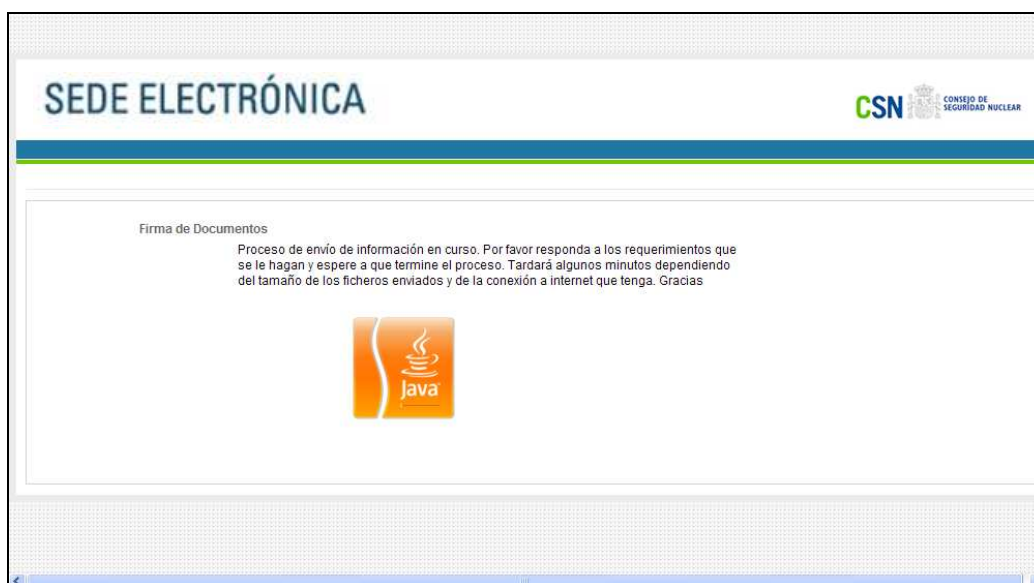 SEDE ELECTRÓNICA
CSN
CONSEJO DE
SEGURIDAD NUCLEAR
Firma de Documentos
Proceso de envío de información en curso. Por favor responda a los requerimientos que
se le hagan y espere a que termine el proceso. Tardará algunos minutos dependiendo
del tamaño de los ficheros enviados y de la conexión a internet que tenga. Gracias
Java